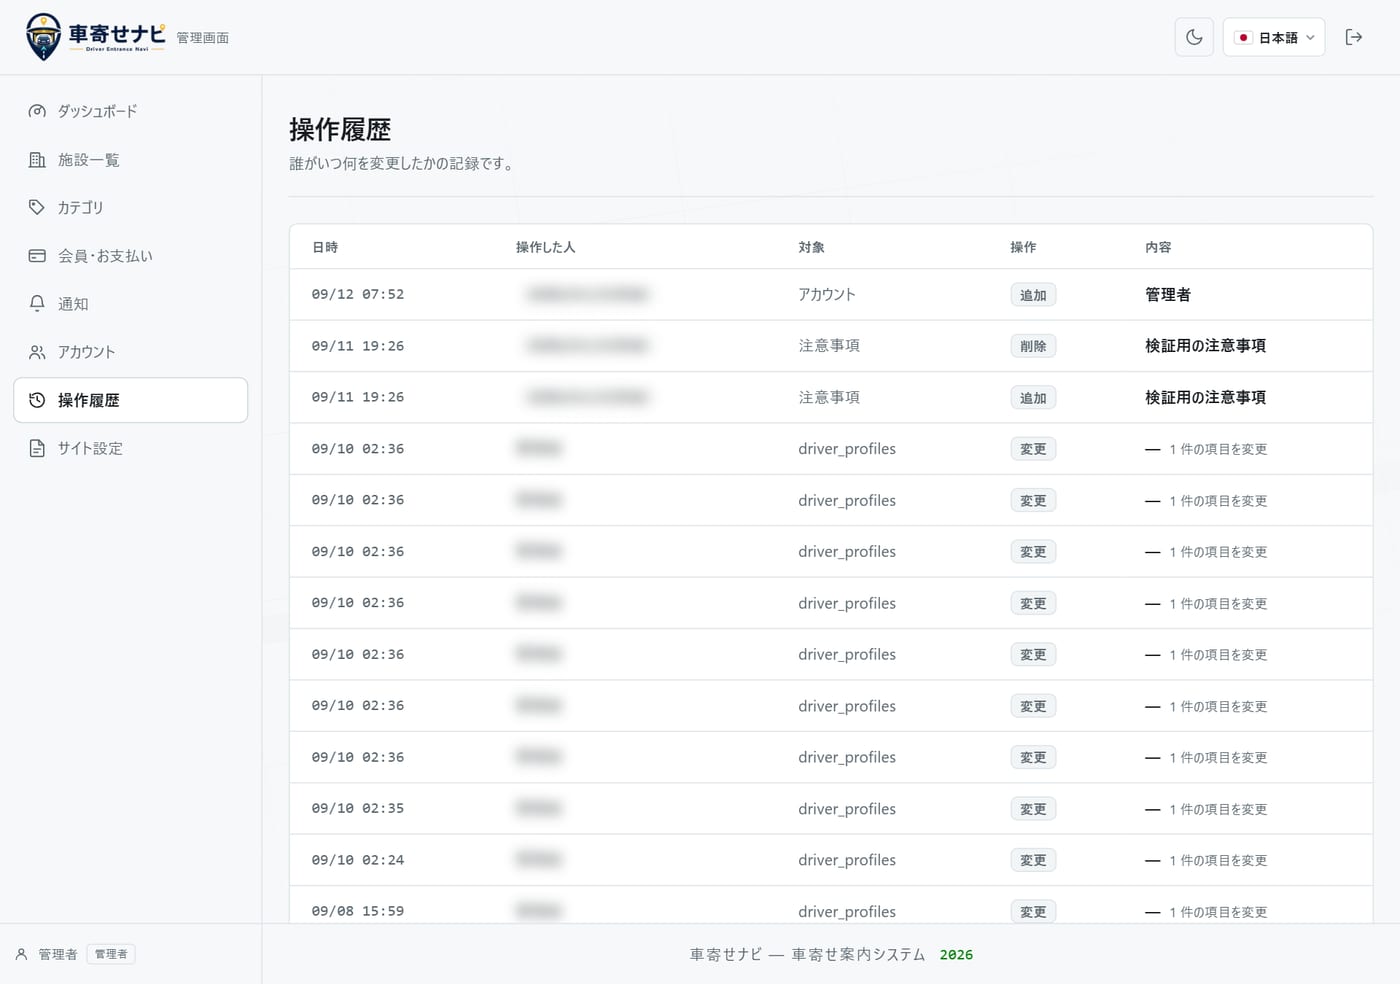 車寄せナビ
Driver Entrance Navi
管理画面
日本語
ダッシュボード
施設一覧
カテゴリ
会員・お支払い
通知
アカウント
操作履歴
サイト設定
操作履歴
誰がいつ何を変更したかの記録です。
日時 操作した人 対象 操作 内容
09/12 07:52 アカウント 追加 管理者
09/11 19:26 注意事項 削除 検証用の注意事項
09/11 19:26 注意事項 追加 検証用の注意事項
09/10 02:36 driver_profiles 変更 — 1 件の項目を変更
09/10 02:36 driver_profiles 変更 — 1 件の項目を変更
09/10 02:36 driver_profiles 変更 — 1 件の項目を変更
09/10 02:36 driver_profiles 変更 — 1 件の項目を変更
09/10 02:36 driver_profiles 変更 — 1 件の項目を変更
09/10 02:36 driver_profiles 変更 — 1 件の項目を変更
09/10 02:36 driver_profiles 変更 — 1 件の項目を変更
09/10 02:35 driver_profiles 変更 — 1 件の項目を変更
09/10 02:24 driver_profiles 変更 — 1 件の項目を変更
09/08 15:59 driver_profiles 変更 — 1 件の項目を変更
管理者 管理者
車寄せナビ — 車寄せ案内システム 2026